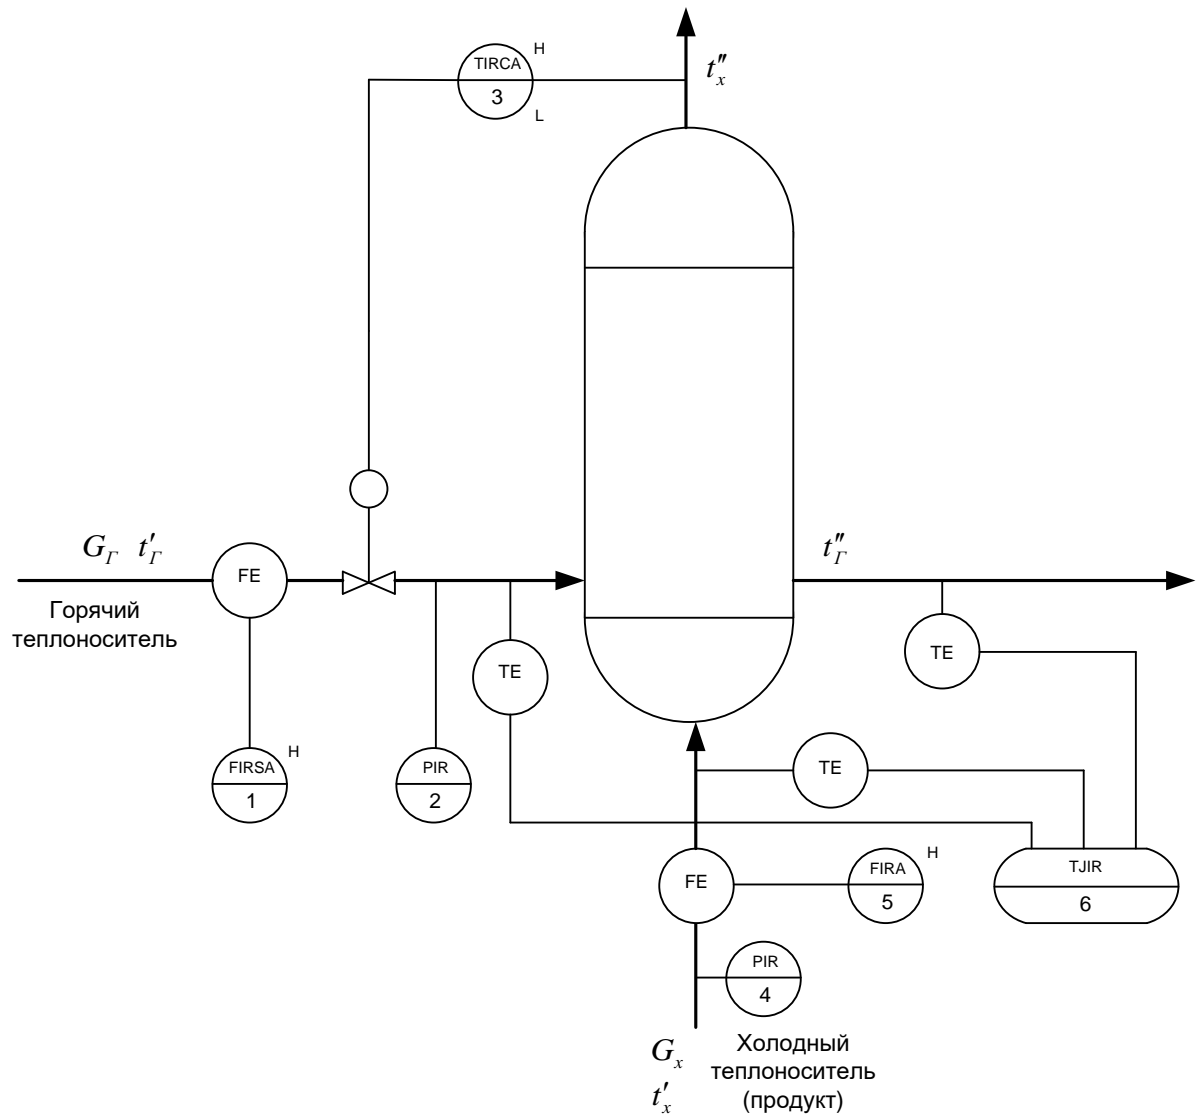 H
TIRCA
3
L
t″х
Gг t′г
FE
t″г
Горячий
теплоноситель
TE
TE
H
FIRSA
1
PIR
2
TE
H
FE
FIRA
5
TJIR
6
PIR
4
Gх
t′х
Холодный
теплоноситель
(продукт)